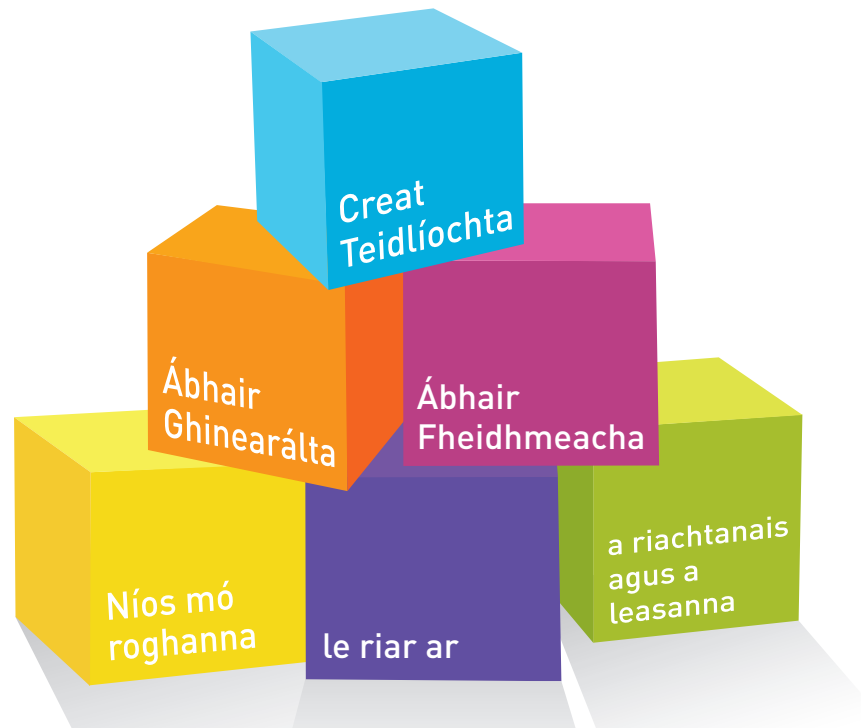 Creat
Teidlíochta
Ábhair
Ghinearálta
Ábhair
Fheidhmeacha
Níos mó
roghanna
le riar ar
a riachtanais
agus a
leasanna